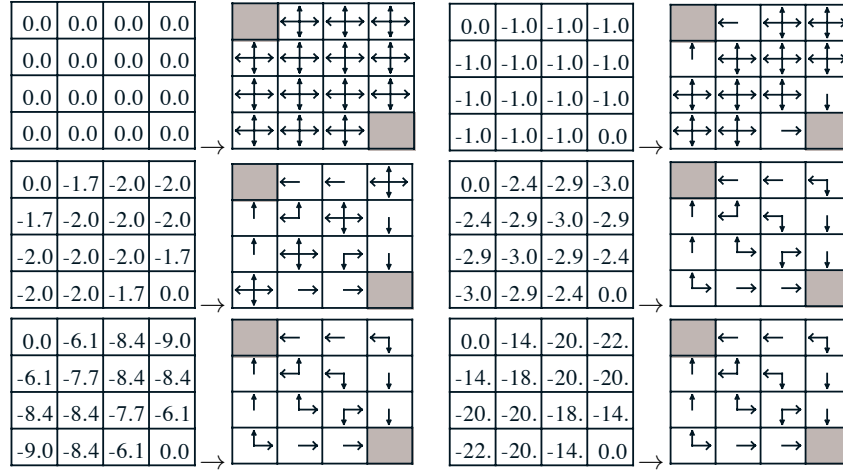 0.0 0.0 0.0 0.0
0.0 0.0 0.0 0.0
0.0 0.0 0.0 0.0
0.0 0.0 0.0 0.0
0.0 -1.0 -1.0 -1.0
-1.0 -1.0 -1.0 -1.0
-1.0 -1.0 -1.0 -1.0
-1.0 -1.0 -1.0 0.0
0.0 -1.7 -2.0 -2.0
-1.7 -2.0 -2.0 -2.0
-2.0 -2.0 -2.0 -1.7
-2.0 -2.0 -1.7 0.0
0.0 -2.4 -2.9 -3.0
-2.4 -2.9 -3.0 -2.9
-2.9 -3.0 -2.9 -2.4
-3.0 -2.9 -2.4 0.0
0.0 -6.1 -8.4 -9.0
-6.1 -7.7 -8.4 -8.4
-8.4 -8.4 -7.7 -6.1
-9.0 -8.4 -6.1 0.0
0.0 -14. -20. -22.
-14. -18. -20. -20.
-20. -20. -18. -14.
-22. -20. -14. 0.0